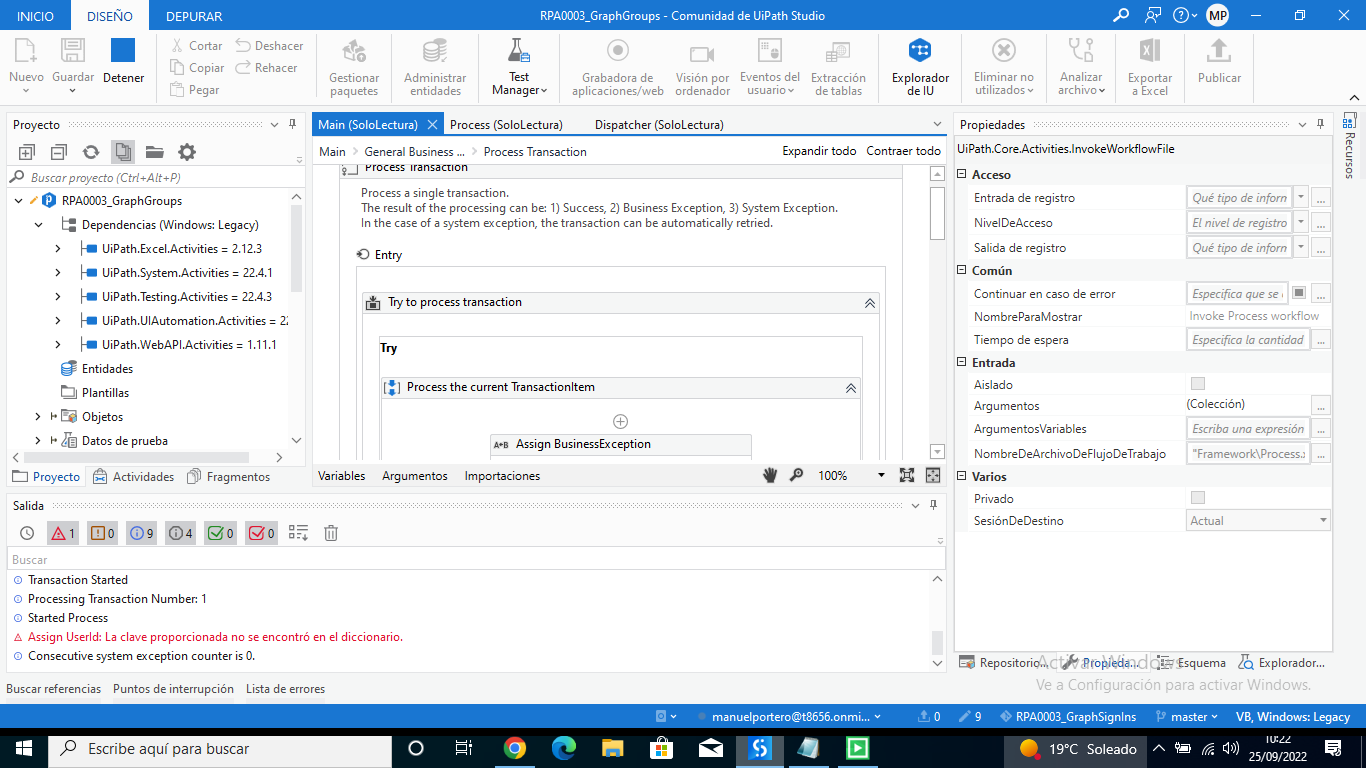 INICIO DISEÑO DEPURAR RPA0003_GraphGroups - Comunidad de UiPath Studio MP
Nuevo Guardar Detener
Cortar Deshacer
Copiar Rehacer
Pegar
Gestionar paquetes
Administrar entidades
Test Manager
Grabadora de aplicaciones/web
Visión por ordenador
Eventos del usuario
Extracción de tablas
Explorador de IU
Eliminar no utilizados
Analizar archivo
Exportar a Excel
Publicar
Proyecto
Buscar proyecto (Ctrl+Alt+P)
RPA0003_GraphGroups
Dependencias (Windows: Legacy)
UiPath.Excel.Activities = 2.12.3
UiPath.System.Activities = 22.4.1
UiPath.Testing.Activities = 22.4.3
UiPath.UIAutomation.Activities = 22
UiPath.WebAPI.Activities = 1.11.1
Entidades
Plantillas
Objetos
Datos de prueba
Proyecto Actividades Fragmentos
Main (SoloLectura) Process (SoloLectura) Dispatcher (SoloLectura)
Main General Business ... Process Transaction Expandir todo Contraer todo
Process Transaction
Process a single transaction.
The result of the processing can be: 1) Success, 2) Business Exception, 3) System Exception.
In the case of a system exception, the transaction can be automatically retried.
Entry
Try to process transaction
Try
Process the current TransactionItem
A+B Assign BusinessException
Variables Argumentos Importaciones 100%
Propiedades
UiPath.Core.Activities.InvokeWorkflowFile
Acceso
Entrada de registro Qué tipo de inforn ...
NivelDeAcceso El nivel de registro ...
Salida de registro Qué tipo de inforn ...
Común
Continuar en caso de error Especifica que se ...
NombreParaMostrar Invoke Process workflow
Tiempo de espera Especifica la cantidad ...
Entrada
Aislado
Argumentos (Colección) ...
ArgumentosVariables Escriba una expresión ...
NombreDeArchivoDeFlujoDeTrabajo "Framework\Process.x ...
Varios
Privado
SesiónDeDestino Actual
Recursos
Salida
1 0 9 4 0 0
Buscar
Transaction Started
Processing Transaction Number: 1
Started Process
Assign UserId: La clave proporcionada no se encontró en el diccionario.
Consecutive system exception counter is 0.
Repositorio... Propieda... Esquema Explorador...
Activar Windows
Ve a Configuración para activar Windows.
Buscar referencias Puntos de interrupción Lista de errores
manuelportero@t8656.onmi... 0 9 RPA0003_GraphSignIns master VB, Windows: Legacy
Escribe aquí para buscar 19°C Soleado 10:22
25/09/2022